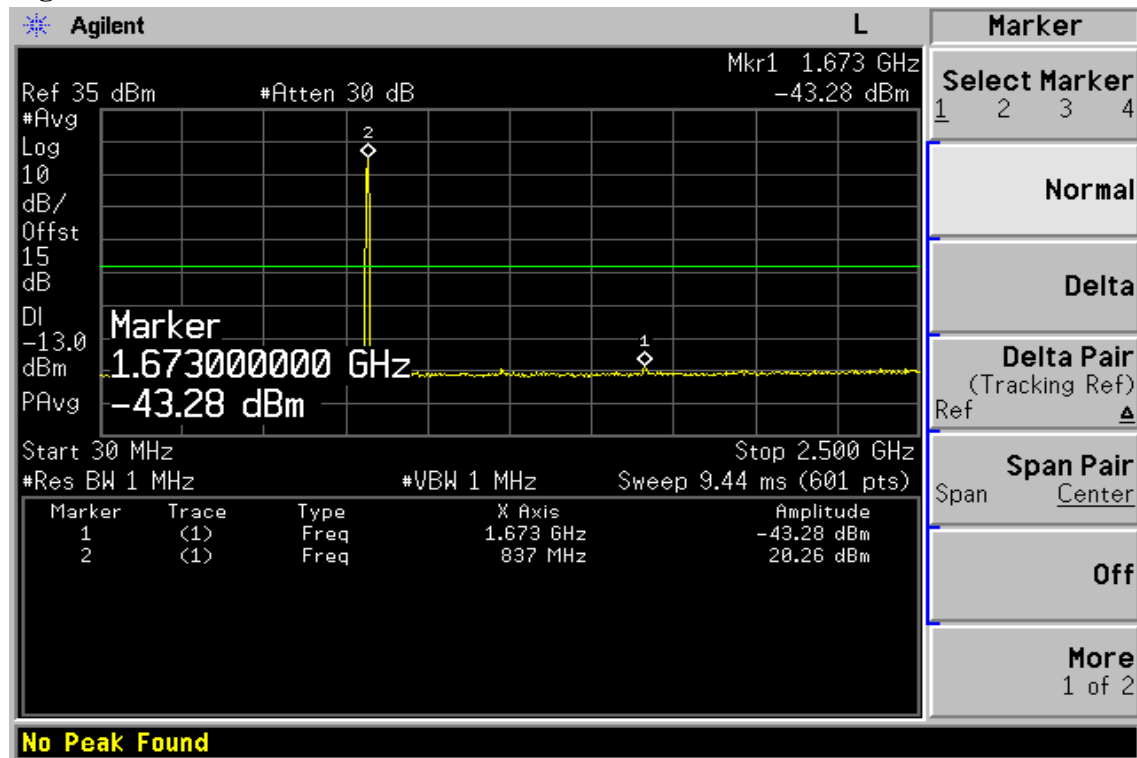 Agilent L Marker
Mkr1 1.673 GHz
Ref 35 dBm #Atten 30 dB -43.28 dBm
#Avg
Log
10
dB/
Offst
15
dB
DI
-13.0
dBm
PAvg
2
1
Marker
1.673000000 GHz
-43.28 dBm
Start 30 MHz Stop 2.500 GHz
#Res BW 1 MHz #VBW 1 MHz Sweep 9.44 ms (601 pts)
Marker Trace Type X Axis Amplitude
1 (1) Freq 1.673 GHz -43.28 dBm
2 (1) Freq 837 MHz 20.26 dBm
Select Marker
1 2 3 4
Normal
Delta
Delta Pair
(Tracking Ref)
Ref Δ
Span Pair
Span Center
Off
More
1 of 2
No Peak Found